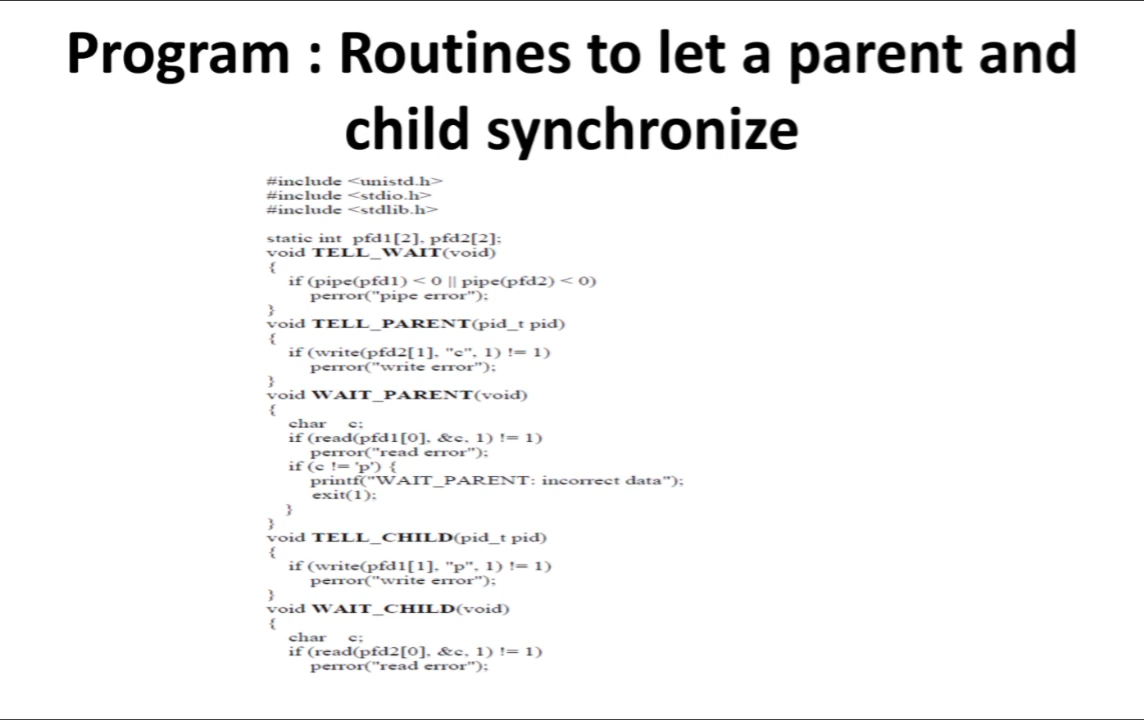 Program : Routines to let a parent and
child synchronize
#include <unistd.h>
#include <stdio.h>
#include <stdlib.h>
static int pfd1[2], pfd2[2];
void TELL_WAIT(void)
{
if (pipe(pfd1) < 0 || pipe(pfd2) < 0)
perror("pipe error");
}
void TELL_PARENT(pid_t pid)
{
if (write(pfd2[1], "c", 1) != 1)
perror("write error");
}
void WAIT_PARENT(void)
{
char c;
if (read(pfd1[0], &c, 1) != 1)
perror("read error");
if (c != 'p') {
printf("WAIT_PARENT: incorrect data");
exit(1);
}
}
void TELL_CHILD(pid_t pid)
{
if (write(pfd1[1], "p", 1) != 1)
perror("write error");
}
void WAIT_CHILD(void)
{
char c;
if (read(pfd2[0], &c, 1) != 1)
perror("read error");